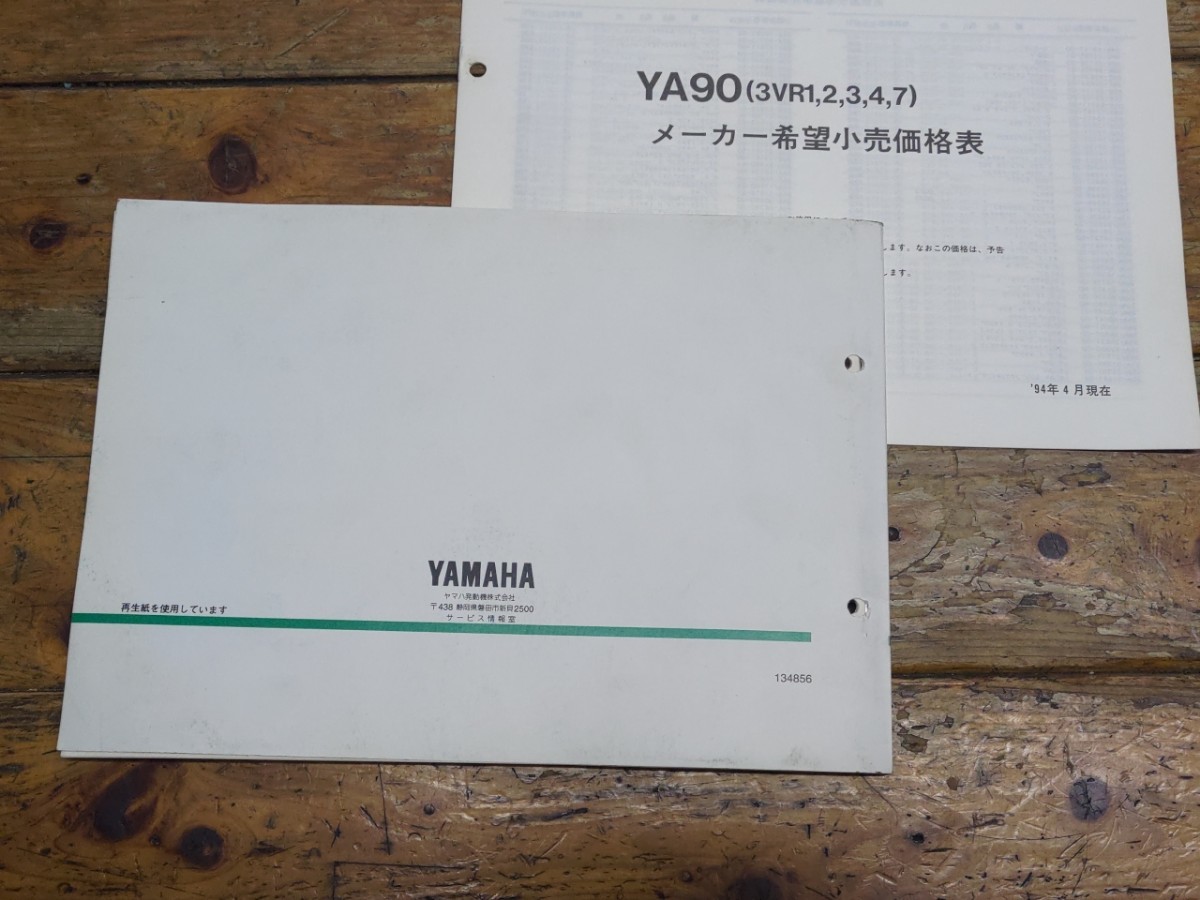 YA90(3VR1,2,3,4,7)
メーカー希望小売価格表
します。なおこの価格は、予告
します。
'94年4月現在
YAMAHA
ヤマハ発動機株式会社
〒438 静岡県磐田市新貝2500
サービス情報室
再生紙を使用しています
134856